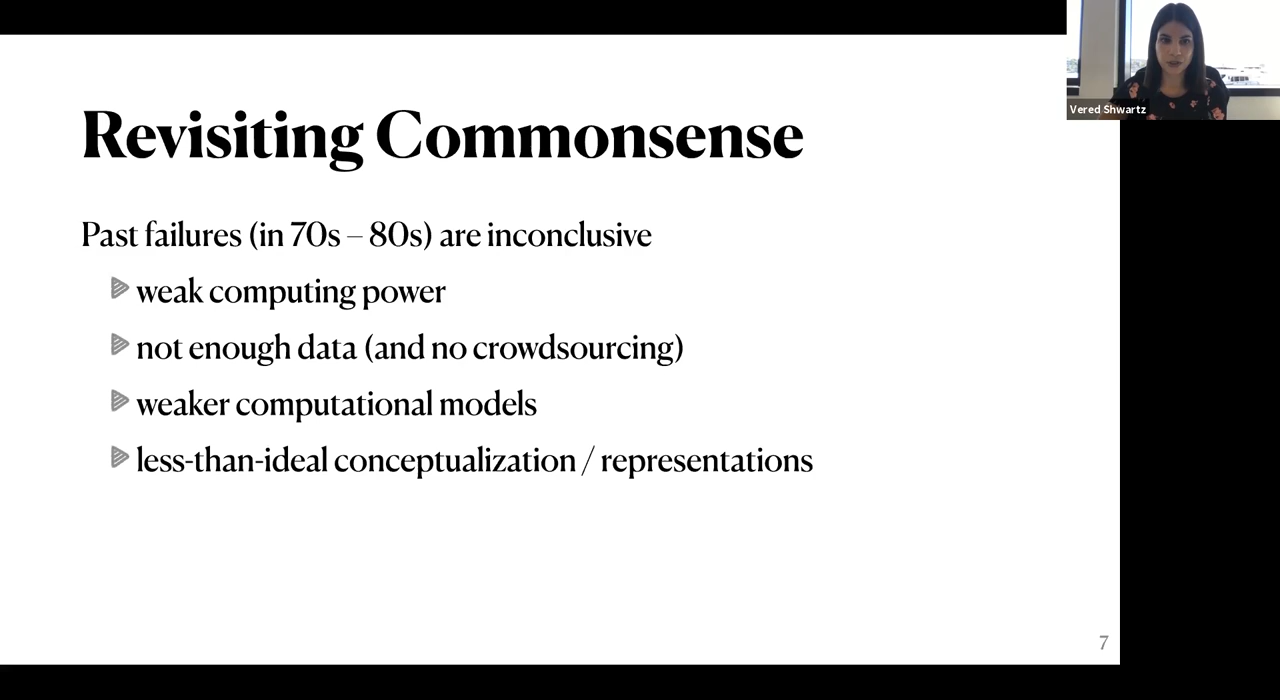 Revisiting Commonsense
Past failures (in 70s – 80s) are inconclusive
weak computing power
not enough data (and no crowdsourcing)
weaker computational models
less-than-ideal conceptualization / representations
7
Vered Shwartz